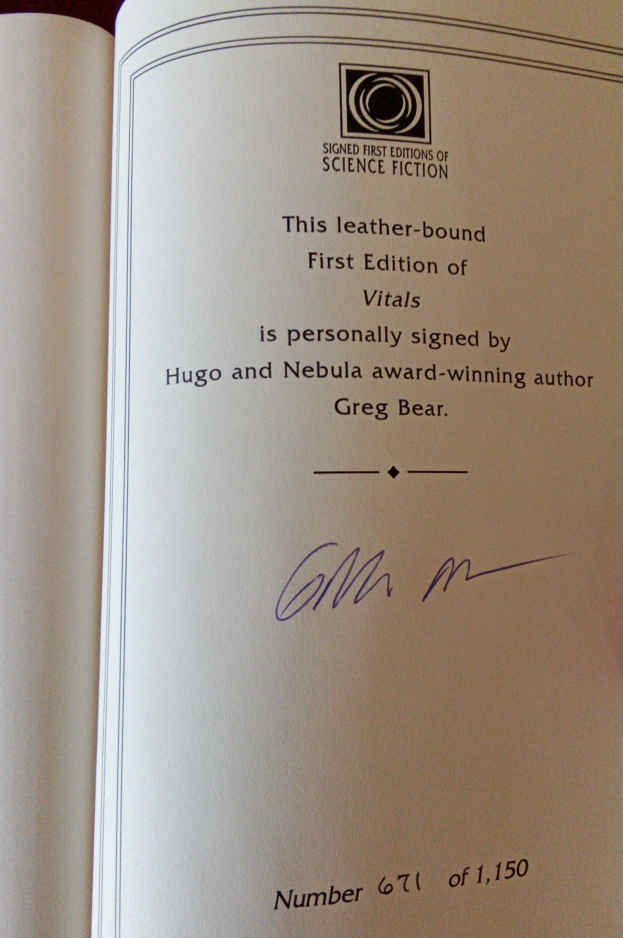 SIGNED FIRST EDITIONS OF
SCIENCE FICTION
This leather-bound
First Edition of
Vitals
is personally signed by
Hugo and Nebula award-winning author
Greg Bear.
Number 671 of 1,150